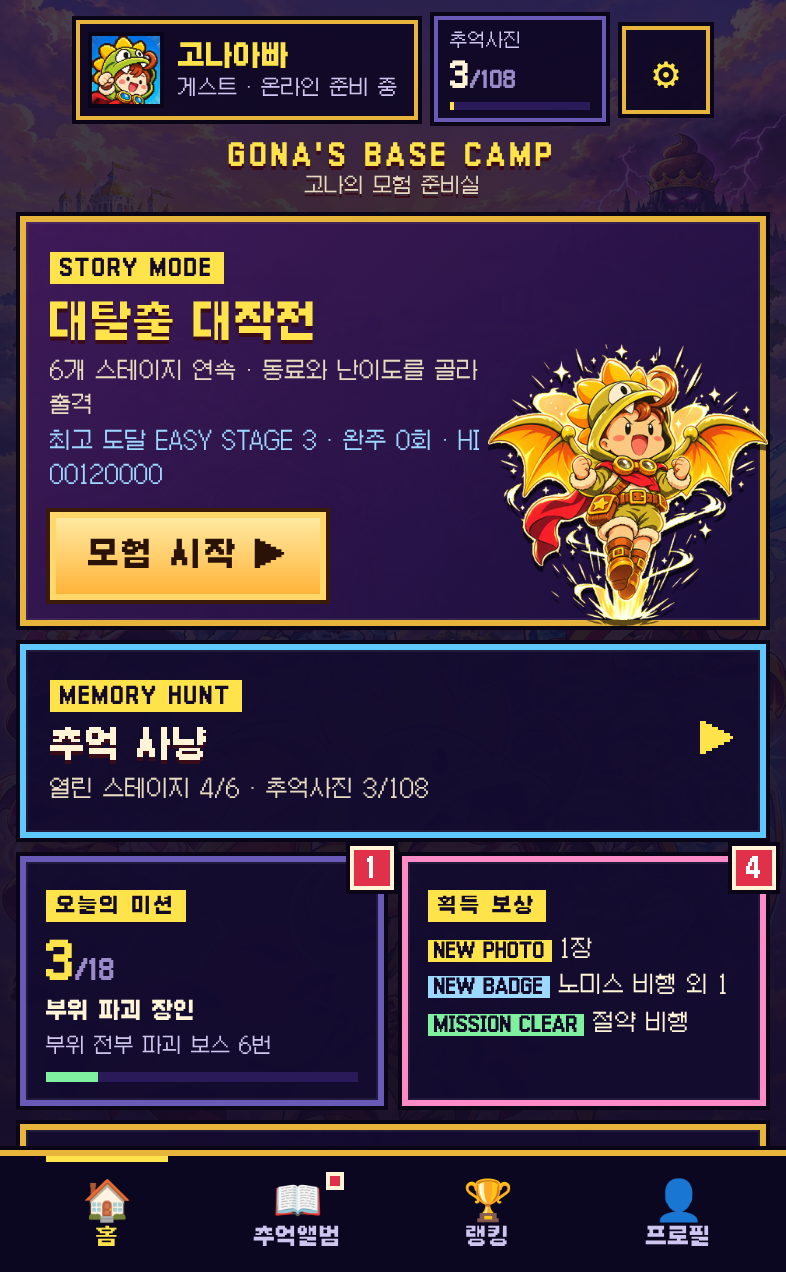 고나아빠
게스트 · 온라인 준비 중
추억사진
3/108
GONA'S BASE CAMP
고나의 모험 준비실
STORY MODE
대탈출 대작전
6개 스테이지 연속 · 동료와 난이도를 골라
출격
최고 도달 EASY STAGE 3 · 완주 0회 · HI
00120000
모험 시작 ▶
MEMORY HUNT
추억 사냥
열린 스테이지 4/6 · 추억사진 3/108
1
오늘의 미션
3/18
부위 파괴 장인
부위 전부 파괴 보스 6번
4
획득 보상
NEW PHOTO 1장
NEW BADGE 노미스 비행 외 1
MISSION CLEAR 절약 비행
홈
추억앨범
랭킹
프로필